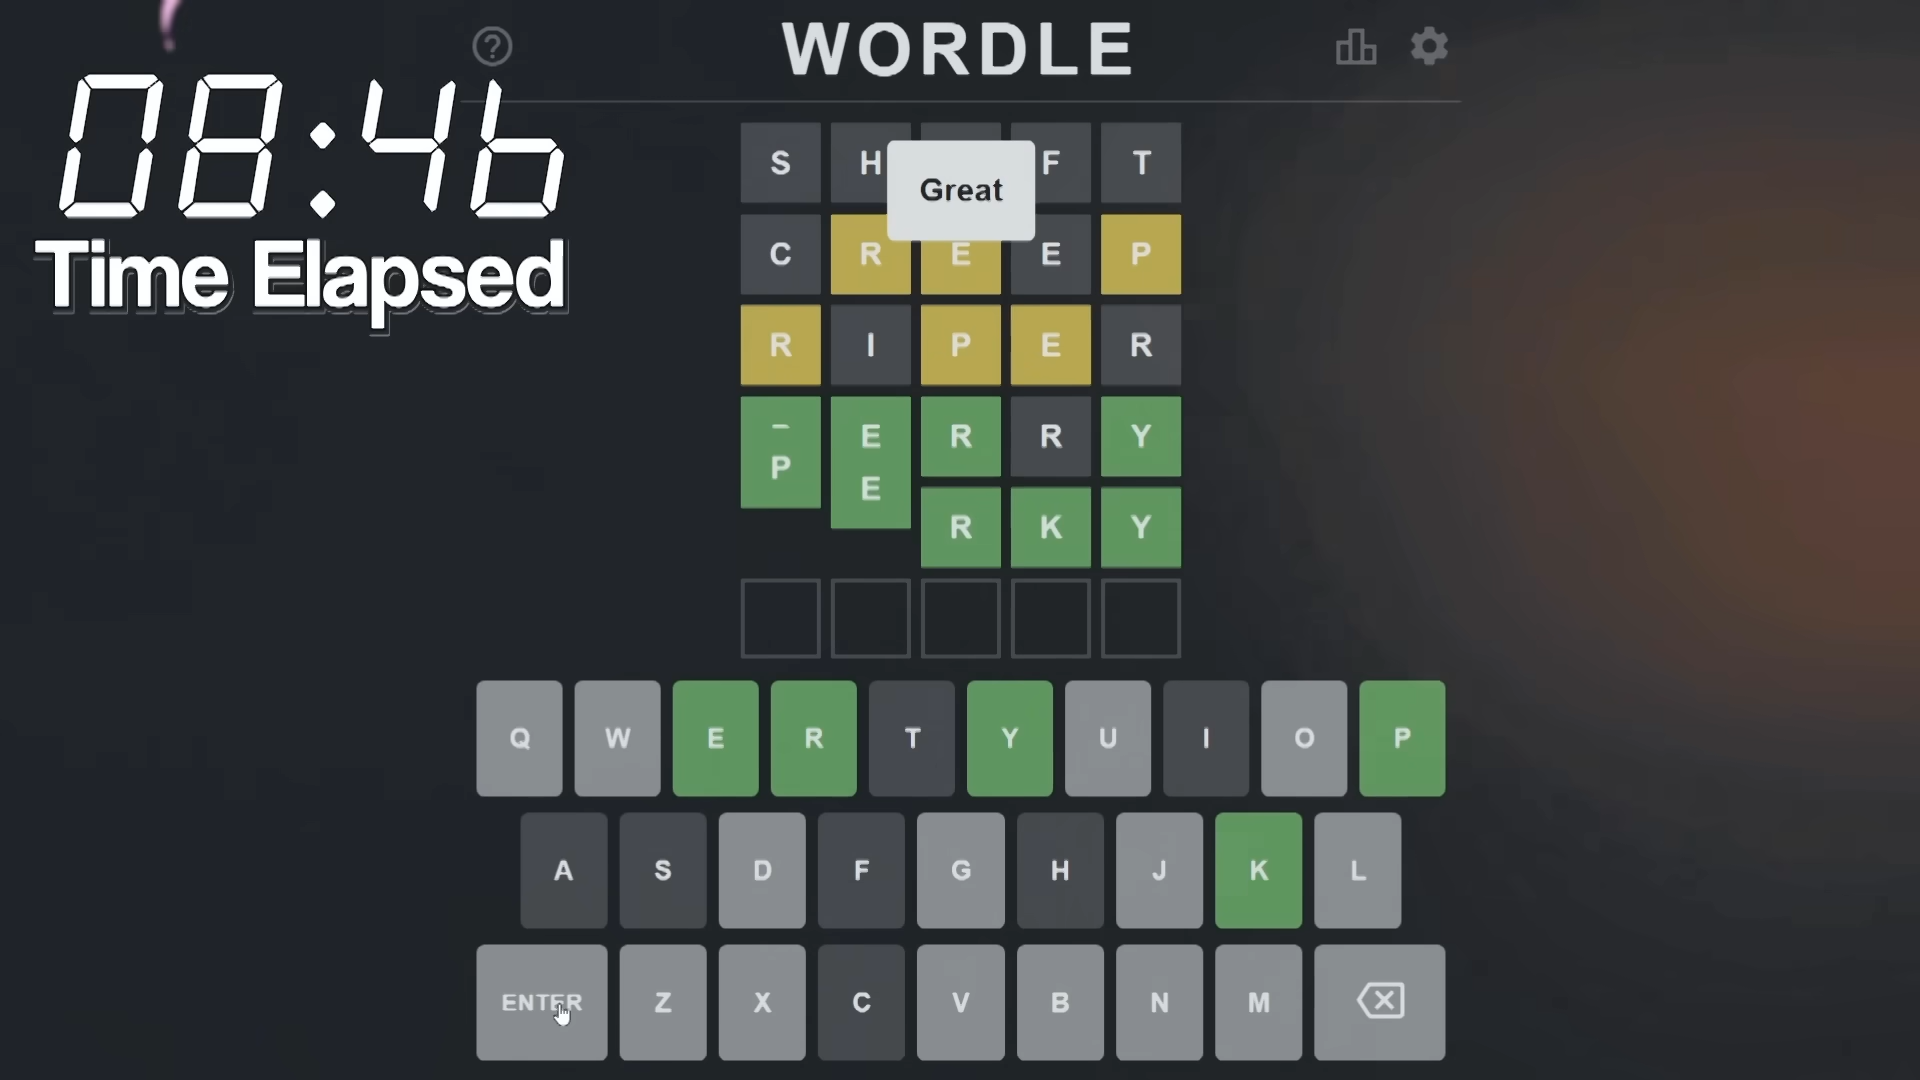 WORDLE
08:46
Time Elapsed
S H F T
Great
C R E E P
R I P E R
E R R Y
P E R K Y
Q W E R T Y U I O P
A S D F G H J K L
ENTER Z X C V B N M